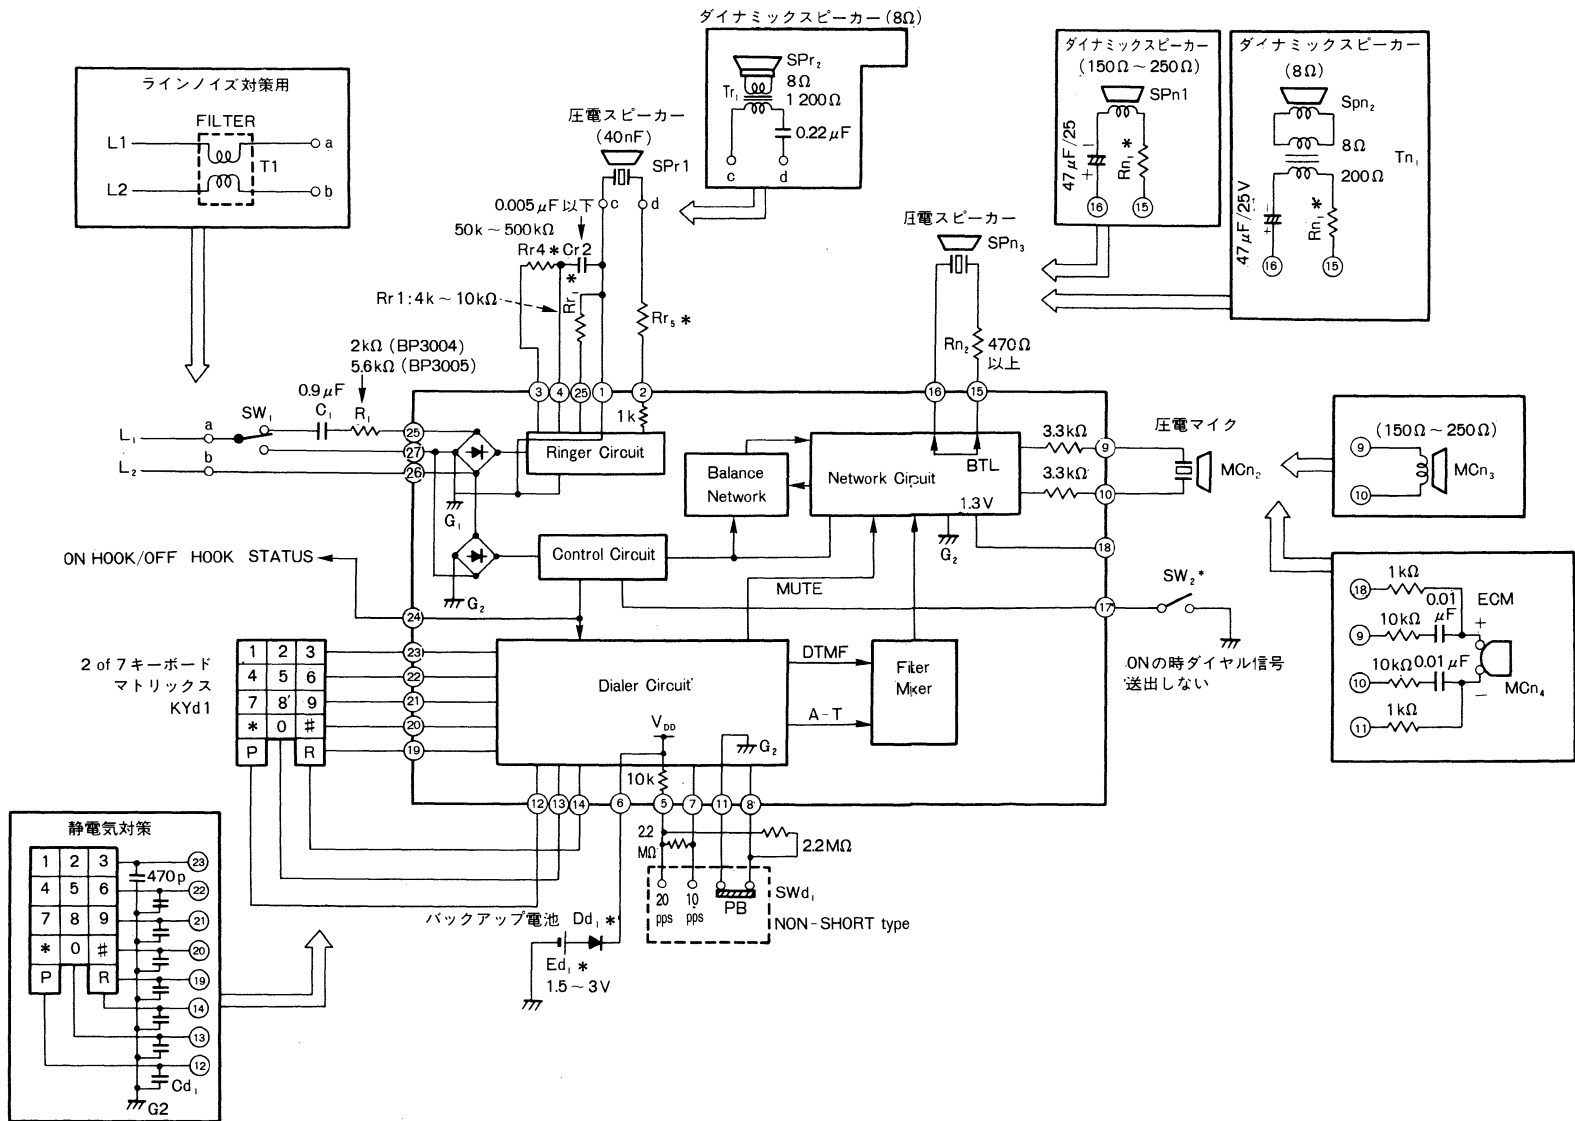 ラインノイズ対策用
FILTER
L1
L2
T1
a
b
ダイナミックスピーカー (8Ω)
SPr₂
8Ω
Tr₁
1 200Ω
0.22μF
c
d
圧電スピーカー
(40nF)
SPr1
c
d
0.005μF 以下
50k～500kΩ
Rr4*
Cr2
*
Rr₁
Rr1:4k～10kΩ
Rr₅*
ダイナミックスピーカー
(150Ω～250Ω)
SPn1
47μF/25
−
+
Rn₁*
16
15
ダイナミックスピーカー
(8Ω)
Spn₂
8Ω
Tn₁
200Ω
47μF/25V
−
+
Rn₁*
16
15
圧電スピーカー
SPn₃
Rn₂
470Ω
以上
2kΩ (BP3004)
5.6kΩ (BP3005)
0.9μF
C₁
R₁
SW₁
L₁
a
L₂
b
25
27
26
3
4
25
1
2
1k
Ringer Circuit
G₁
G₂
16
15
Balance
Network
Network Circuit
BTL
1.3V
G₂
3.3kΩ
3.3kΩ
9
10
18
17
圧電マイク
MCn₂
(150Ω～250Ω)
9
10
MCn₃
Control Circuit
MUTE
ON HOOK/OFF HOOK STATUS
24
SW₂*
ONの時ダイヤル信号
送出しない
18
1kΩ
0.01
μF
ECM
9
10kΩ
+
10
10kΩ
0.01μF
−
MCn₄
11
1kΩ
2 of 7 キーボード
マトリックス
KYd1
1 2 3
4 5 6
7 8 9
* 0 #
P R
23
22
21
20
19
Dialer Circuit
V_DD
10k
G₂
DTMF
A-T
Filter
Mixer
12
13
14
6
5
7
11
8
2.2
MΩ
2.2MΩ
20
pps
10
pps
PB
SWd₁
NON-SHORT type
バックアップ電池
Dd₁*
Ed₁*
1.5～3V
静電気対策
1 2 3
4 5 6
7 8 9
* 0 #
P R
23
470p
22
21
20
19
14
13
12
Cd₁
G2